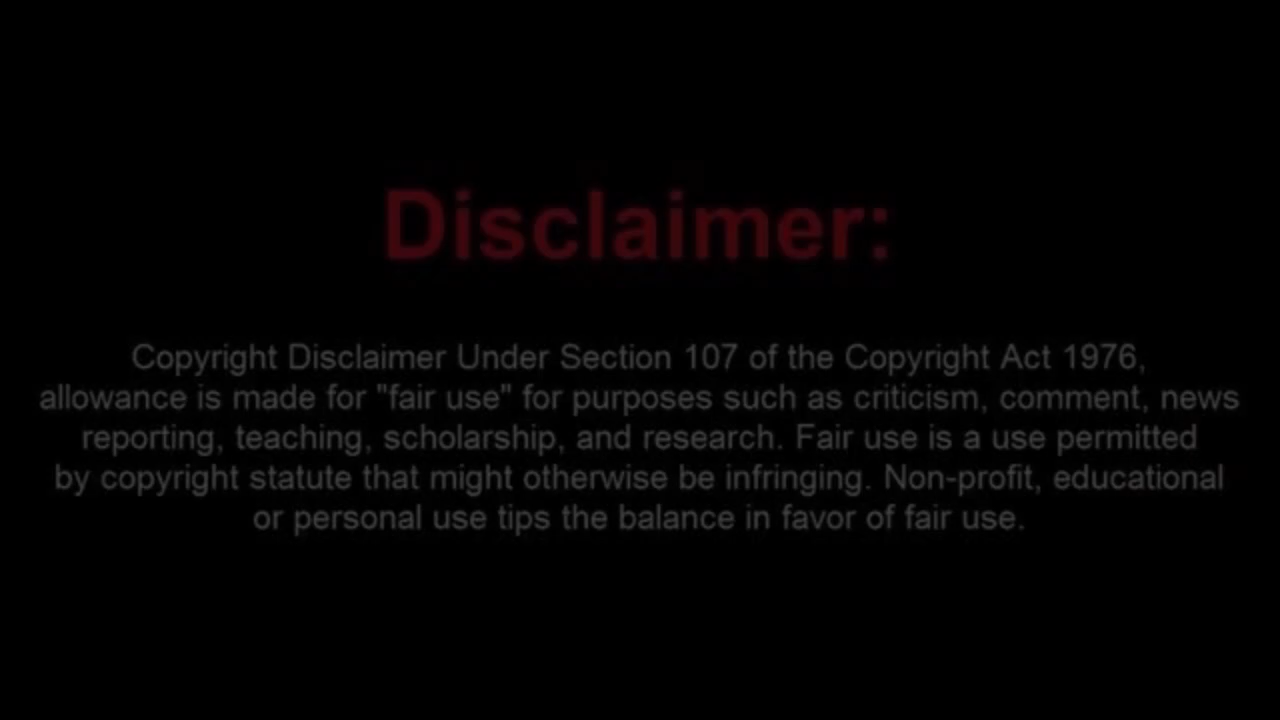 Disclaimer:
Copyright Disclaimer Under Section 107 of the Copyright Act 1976,
allowance is made for "fair use" for purposes such as criticism, comment, news
reporting, teaching, scholarship, and research. Fair use is a use permitted
by copyright statute that might otherwise be infringing. Non-profit, educational
or personal use tips the balance in favor of fair use.